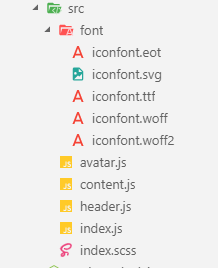 src
font
iconfont.eot
iconfont.svg
iconfont.ttf
iconfont.woff
iconfont.woff2
avatar.js
content.js
header.js
index.js
index.scss